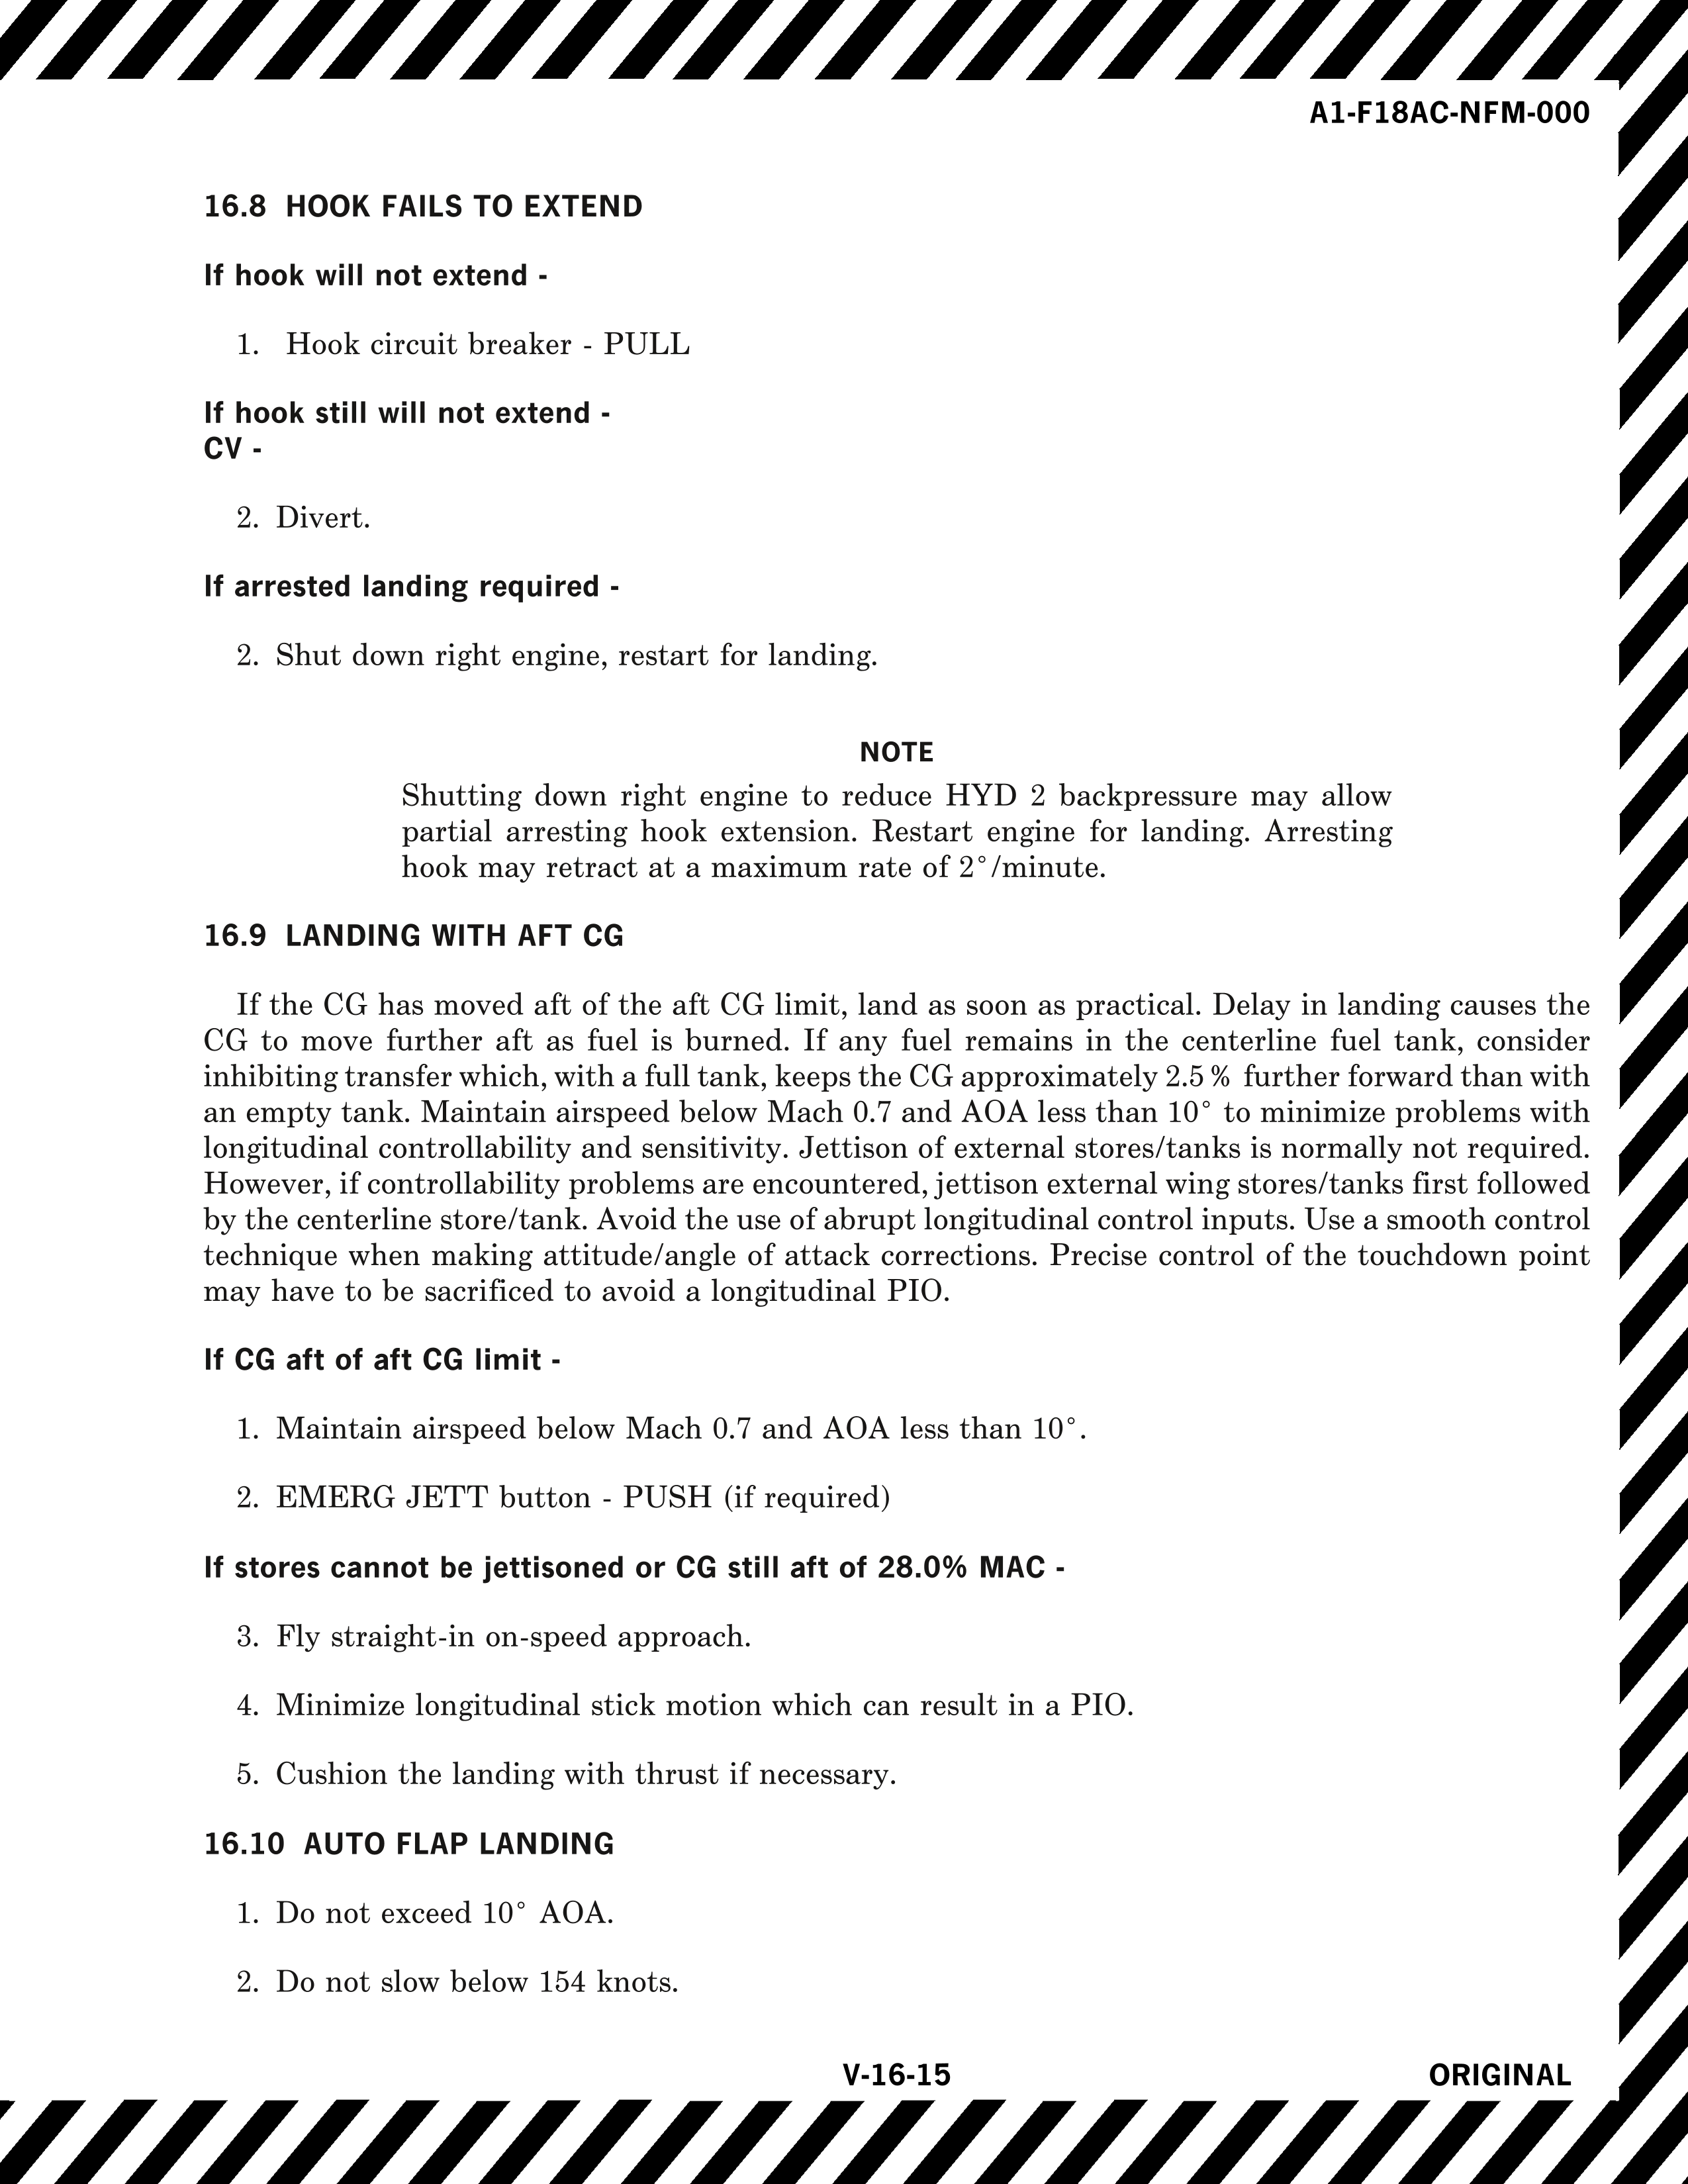 A1-F18AC-NFM-000
16.8 HOOK FAILS TO EXTEND
If hook will not extend -
1. Hook circuit breaker - PULL
If hook still will not extend -
CV -
2. Divert.
If arrested landing required -
2. Shut down right engine, restart for landing.
NOTE
Shutting down right engine to reduce HYD 2 backpressure may allow
partial arresting hook extension. Restart engine for landing. Arresting
hook may retract at a maximum rate of 2°/minute.
16.9 LANDING WITH AFT CG
If the CG has moved aft of the aft CG limit, land as soon as practical. Delay in landing causes the
CG to move further aft as fuel is burned. If any fuel remains in the centerline fuel tank, consider
inhibiting transfer which, with a full tank, keeps the CG approximately 2.5% further forward than with
an empty tank. Maintain airspeed below Mach 0.7 and AOA less than 10° to minimize problems with
longitudinal controllability and sensitivity. Jettison of external stores/tanks is normally not required.
However, if controllability problems are encountered, jettison external wing stores/tanks first followed
by the centerline store/tank. Avoid the use of abrupt longitudinal control inputs. Use a smooth control
technique when making attitude/angle of attack corrections. Precise control of the touchdown point
may have to be sacrificed to avoid a longitudinal PIO.
If CG aft of aft CG limit -
1. Maintain airspeed below Mach 0.7 and AOA less than 10°.
2. EMERG JETT button - PUSH (if required)
If stores cannot be jettisoned or CG still aft of 28.0% MAC -
3. Fly straight-in on-speed approach.
4. Minimize longitudinal stick motion which can result in a PIO.
5. Cushion the landing with thrust if necessary.
16.10 AUTO FLAP LANDING
1. Do not exceed 10° AOA.
2. Do not slow below 154 knots.
V-16-15
ORIGINAL